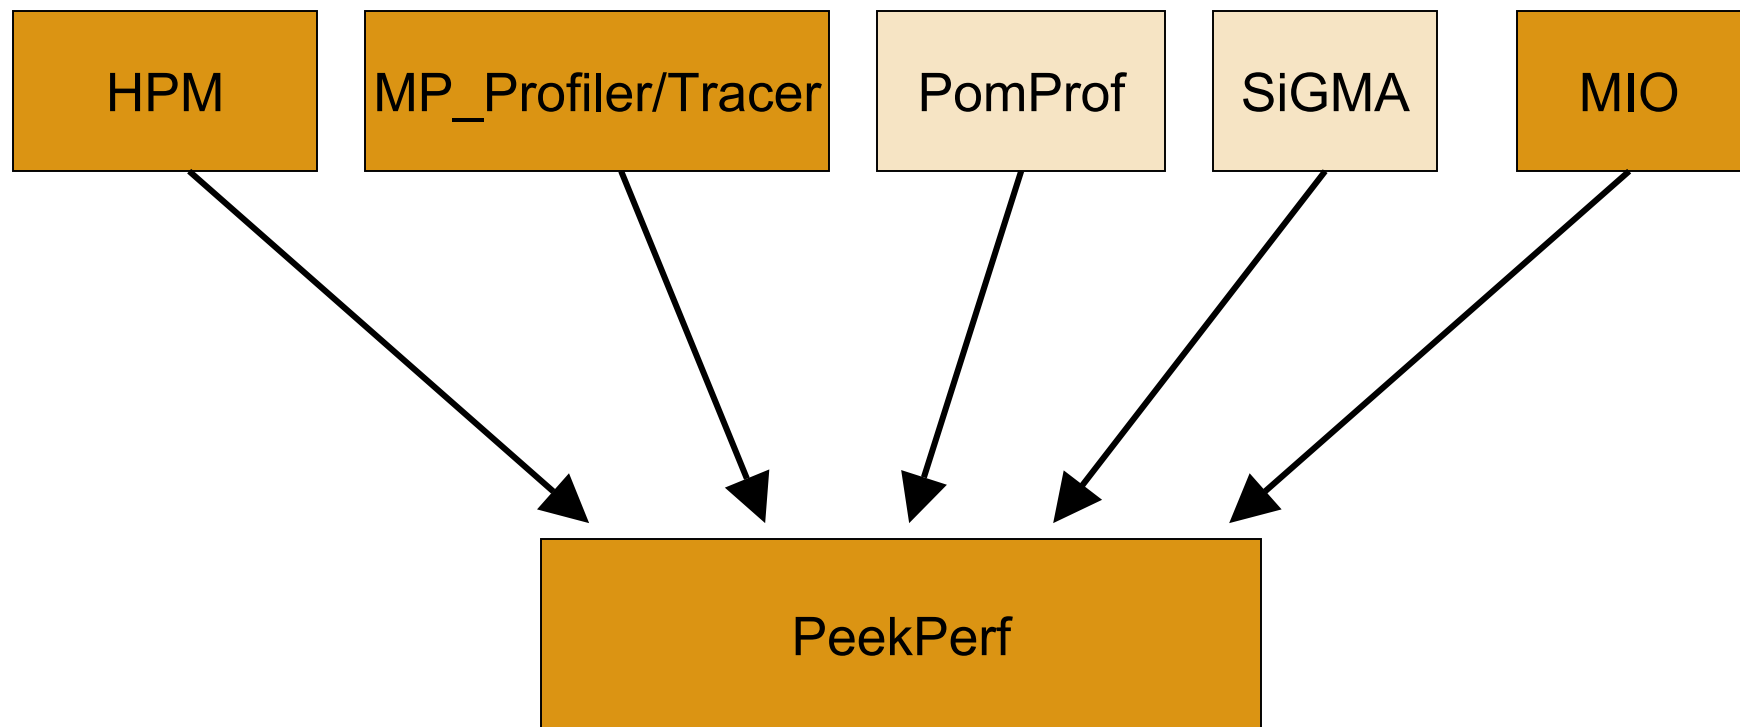 HPM
MP_Profiler/Tracer
PomProf
SiGMA
MIO
PeekPerf